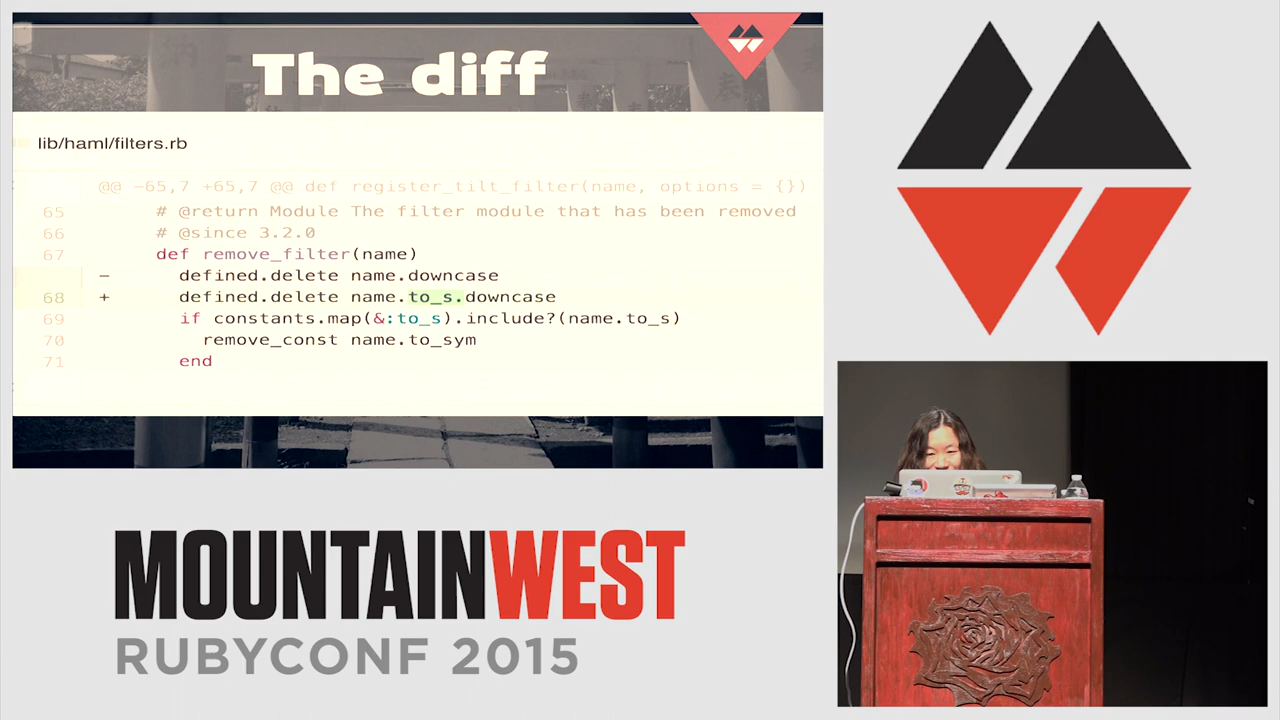 The diff
lib/haml/filters.rb
@@ -65,7 +65,7 @@ def register_tilt_filter(name, options = {})
65 # @return Module The filter module that has been removed
66 # @since 3.2.0
67 def remove_filter(name)
- defined.delete name.downcase
68 + defined.delete name.to_s.downcase
69 if constants.map(&:to_s).include?(name.to_s)
70 remove_const name.to_sym
71 end
MOUNTAINWEST
RUBYCONF 2015